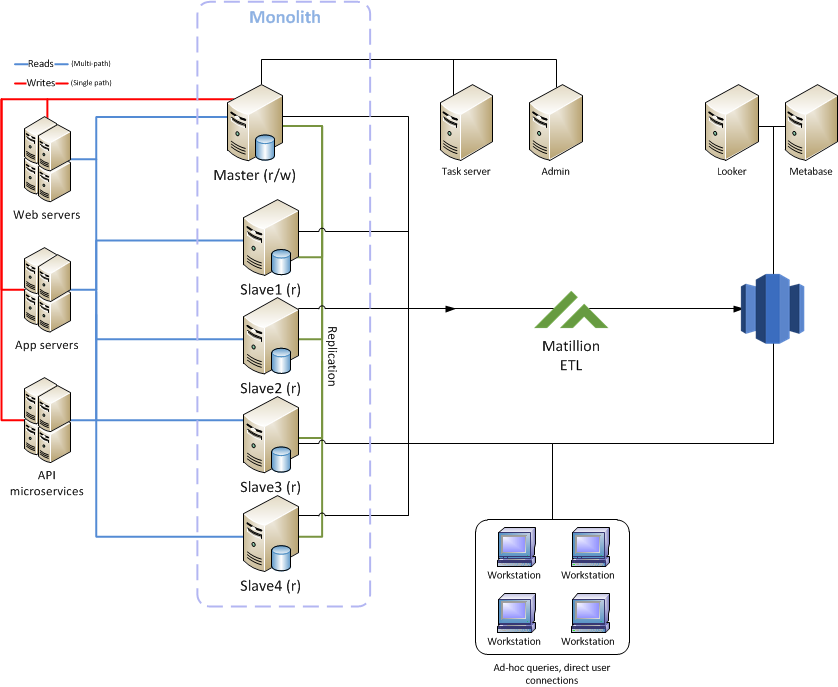 Monolith
Reads (Multi-path)
Writes (Single path)
Master (r/w)
Task server
Admin
Looker
Metabase
Web servers
Slave1 (r)
App servers
Slave2 (r)
Replication
Matillion
ETL
API
microservices
Slave3 (r)
Slave4 (r)
Workstation
Workstation
Workstation
Workstation
Ad-hoc queries, direct user
connections